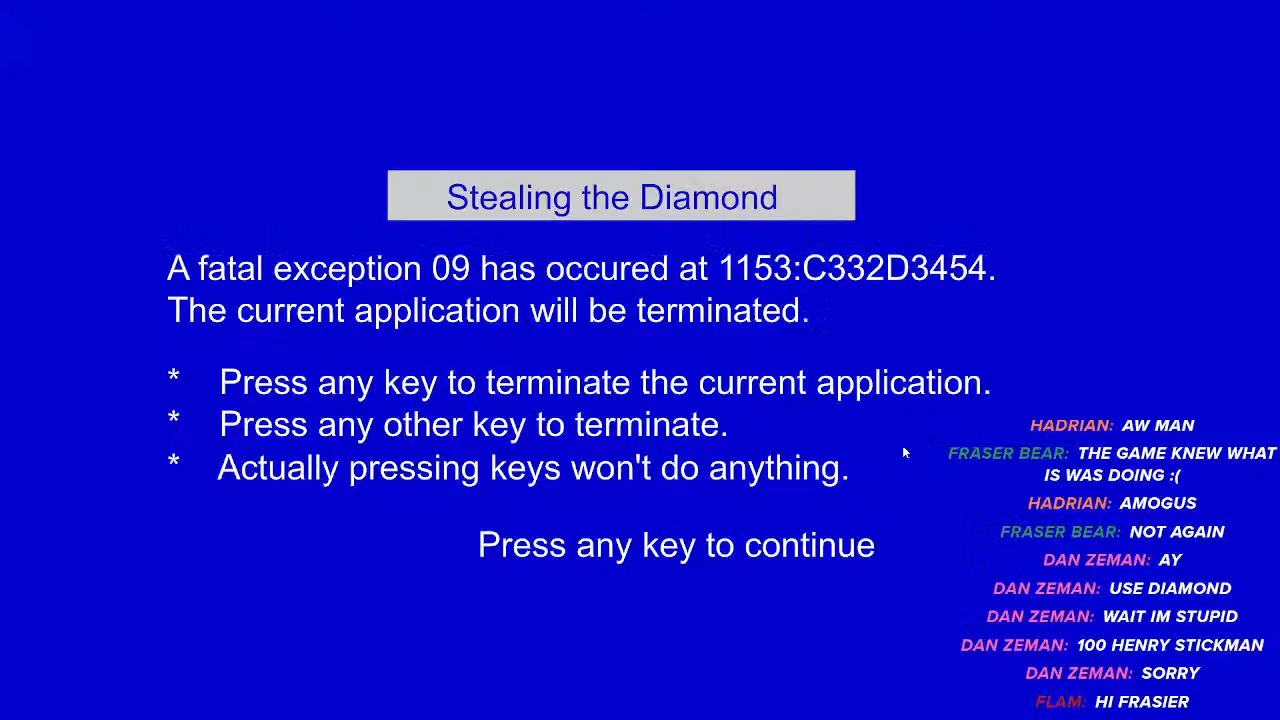 Stealing the Diamond
A fatal exception 09 has occured at 1153:C332D3454.
The current application will be terminated.
* Press any key to terminate the current application.
* Press any other key to terminate.
* Actually pressing keys won't do anything.
Press any key to continue
HADRIAN: AW MAN
FRASER BEAR: THE GAME KNEW WHAT
IS WAS DOING :(
HADRIAN: AMOGUS
FRASER BEAR: NOT AGAIN
DAN ZEMAN: AY
DAN ZEMAN: USE DIAMOND
DAN ZEMAN: WAIT IM STUPID
DAN ZEMAN: 100 HENRY STICKMAN
DAN ZEMAN: SORRY
FLAM: HI FRASIER